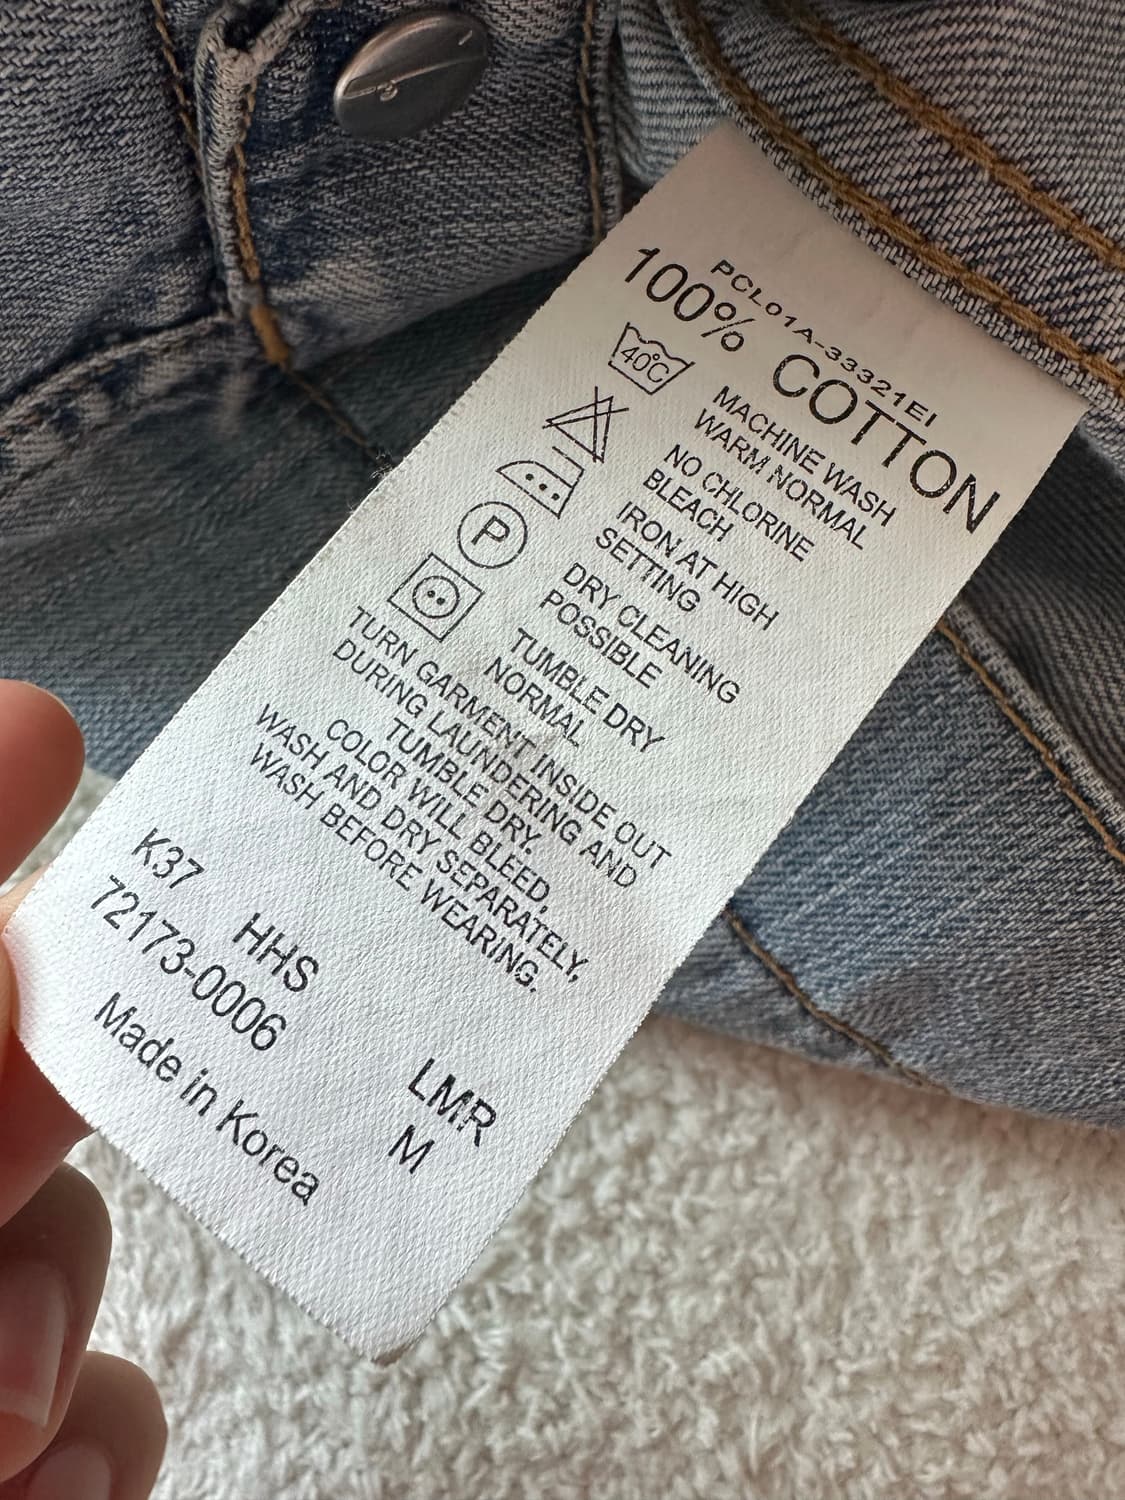 PCL01A-33321EI
100% COTTON
40°C
MACHINE WASH
WARM NORMAL
NO CHLORINE
BLEACH
IRON AT HIGH
SETTING
P
DRY CLEANING
POSSIBLE
TUMBLE DRY
NORMAL
TURN GARMENT INSIDE OUT
DURING LAUNDERING AND
TUMBLE DRY.
COLOR WILL BLEED,
WASH AND DRY SEPARATELY,
WASH BEFORE WEARING.
K37
HHS
72173-0006
LMR
M
Made in Korea